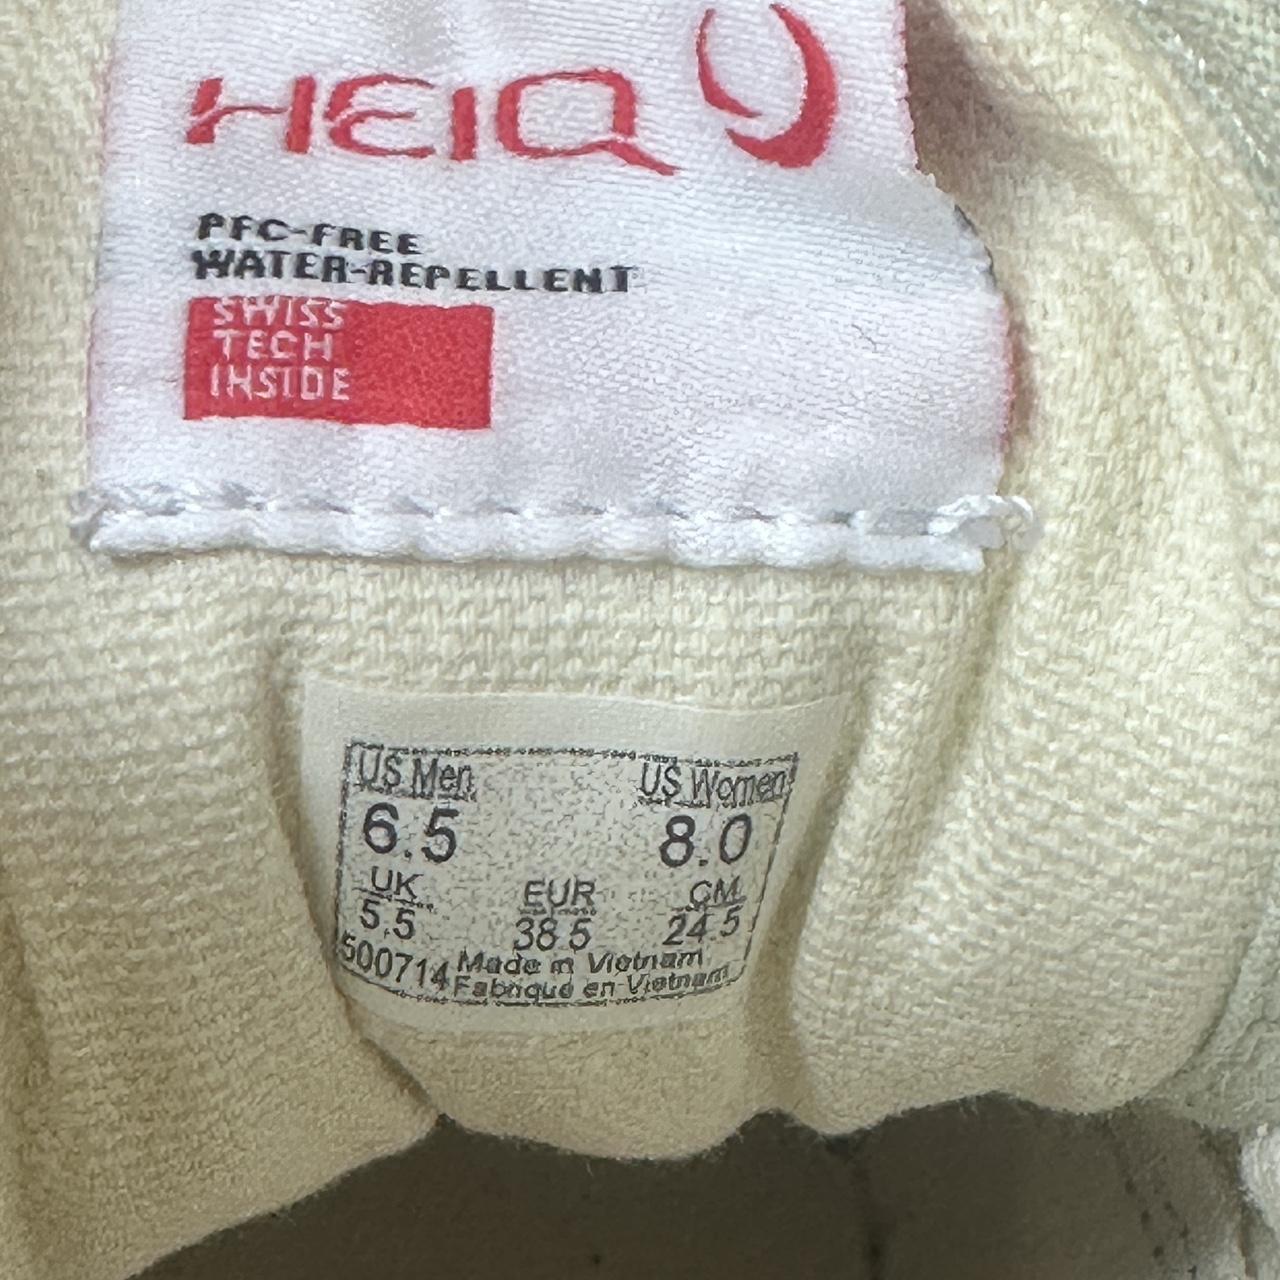 HEIQ
PFC-FREE
WATER-REPELLENT
SWISS
TECH
INSIDE
US Men US Women
6.5 8.0
UK EUR CM
5.5 38.5 24.5
500714 Made in Vietnam
Fabriqué en Vietnam